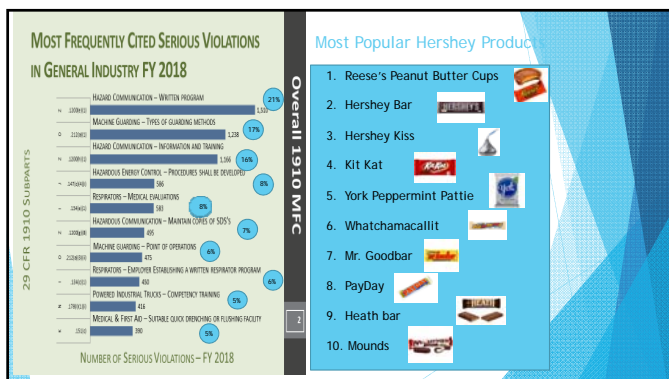 MOST FREQUENTLY CITED SERIOUS VIOLATIONS
IN GENERAL INDUSTRY FY 2018
29 CFR 1910 SUBPARTS
HAZARD COMMUNICATION – WRITTEN PROGRAM
21%
MACHINE GUARDING – TYPES OF GUARDING METHODS
1,238
17%
HAZARD COMMUNICATION – INFORMATION AND TRAINING
1,166
16%
HAZARDOUS ENERGY CONTROL – PROCEDURES SHALL BE DEVELOPED
586
8%
RESPIRATORS – MEDICAL EVALUATIONS
8%
HAZARDOUS COMMUNICATION – MAINTAIN COPIES OF SDS'S
495
7%
MACHINE GUARDING – POINT OF OPERATIONS
475
6%
RESPIRATORS – EMPLOYER ESTABLISHING A WRITTEN RESPIRATOR PROGRAM
450
6%
POWERED INDUSTRIAL TRUCKS – COMPETENCY TRAINING
416
5%
MEDICAL & FIRST AID – SUITABLE QUICK DRENCHING OR FLUSHING FACILITY
390
5%
NUMBER OF SERIOUS VIOLATIONS – FY 2018
Overall 1910 MFC
2
Most Popular Hershey Products
1. Reese's Peanut Butter Cups
2. Hershey Bar
HERSHEY'S
3. Hershey Kiss
4. Kit Kat
KitKat
5. York Peppermint Pattie
York
6. Whatchamacallit
7. Mr. Goodbar
8. PayDay
9. Heath bar
HEATH
10. Mounds